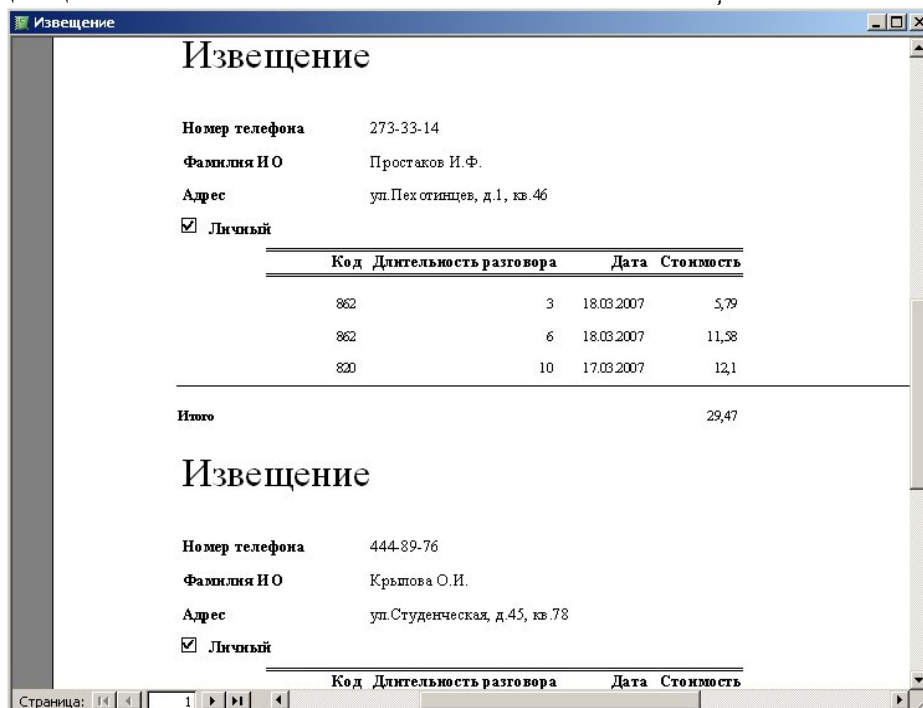 Извещение
Извещение
Номер телефона 273-33-14
Фамилия И О Простаков И.Ф.
Адрес ул.Пехотинцев, д.1, кв.46
Личный
Код Длительность разговора Дата Стоимость
862 3 18.03.2007 5,79
862 6 18.03.2007 11,58
820 10 17.03.2007 12,1
Итого 29,47
Извещение
Номер телефона 444-89-76
Фамилия И О Крылова О.И.
Адрес ул.Студенческая, д.45, кв.78
Личный
Код Длительность разговора Дата Стоимость
Страница: 1